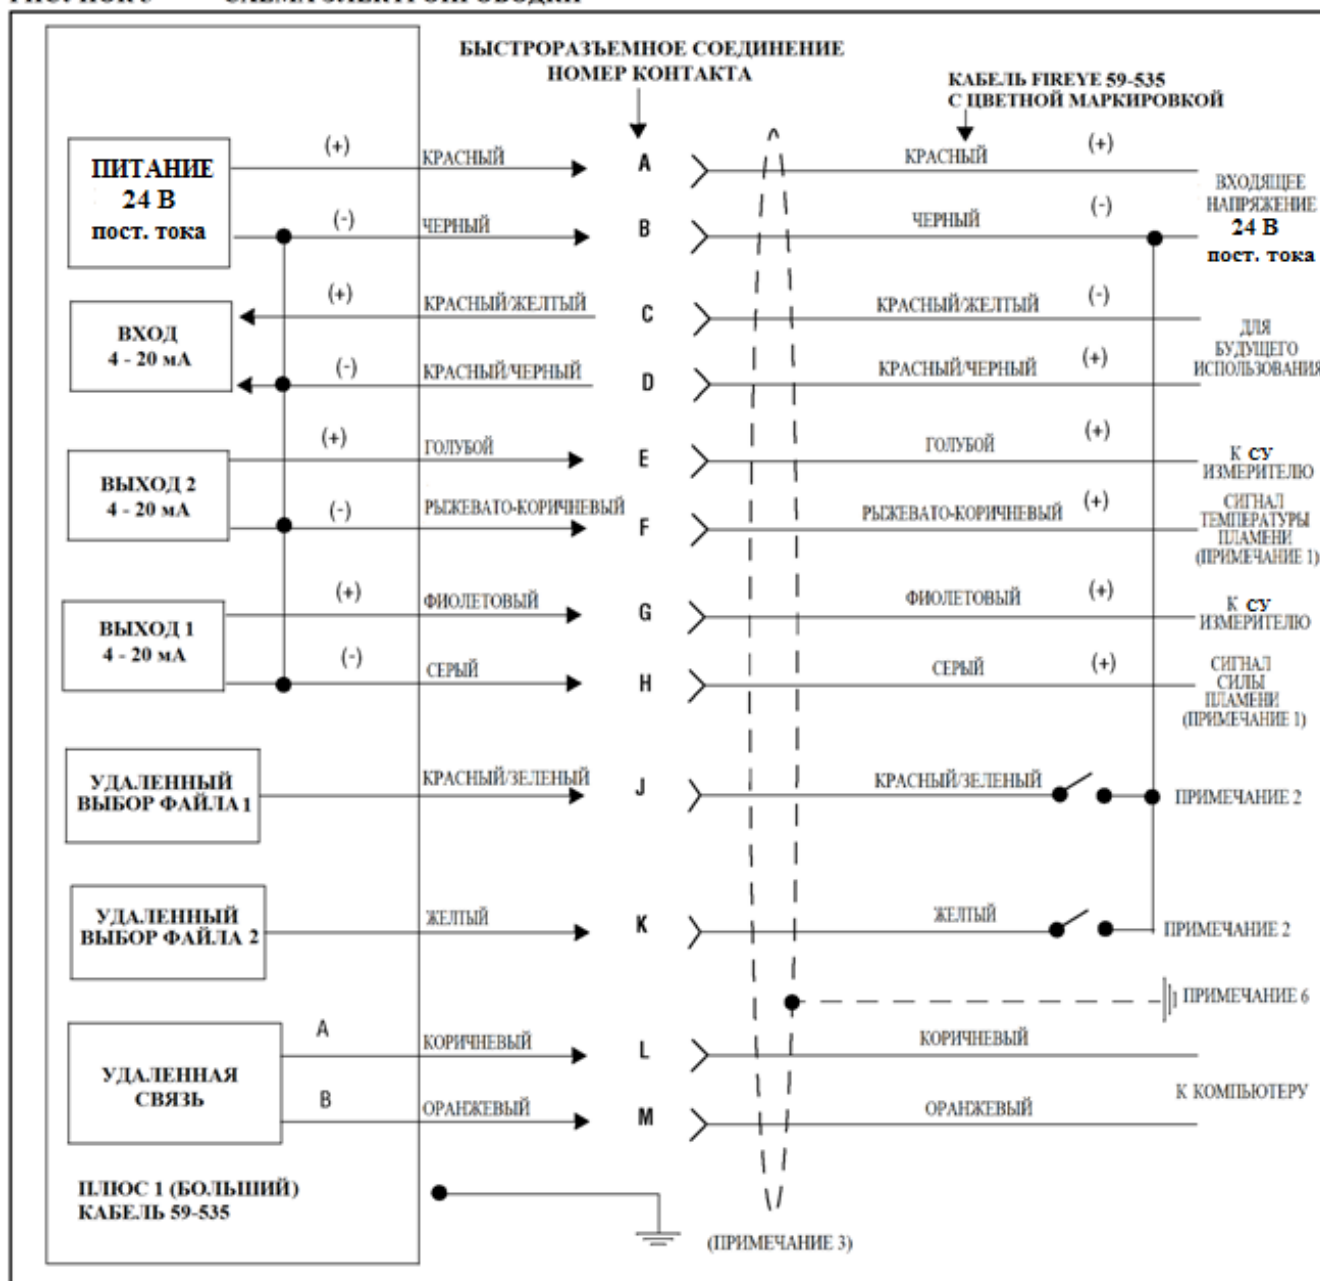 БЫСТРОРАЗЪЕМНОЕ СОЕДИНЕНИЕ
НОМЕР КОНТАКТА
КАБЕЛЬ FIREYE 59-535
С ЦВЕТНОЙ МАРКИРОВКОЙ
ПИТАНИЕ
24 В
пост. тока
(+)
КРАСНЫЙ
A
КРАСНЫЙ
(+)
(-)
ЧЕРНЫЙ
B
ЧЕРНЫЙ
(-)
ВХОДЯЩЕЕ
НАПРЯЖЕНИЕ
24 В
пост. тока
ВХОД
4 - 20 мА
(+)
КРАСНЫЙ/ЖЕЛТЫЙ
C
КРАСНЫЙ/ЖЕЛТЫЙ
(-)
(-)
КРАСНЫЙ/ЧЕРНЫЙ
D
КРАСНЫЙ/ЧЕРНЫЙ
(+)
ДЛЯ
БУДУЩЕГО
ИСПОЛЬЗОВАНИЯ
ВЫХОД 2
4 - 20 мА
(+)
ГОЛУБОЙ
E
ГОЛУБОЙ
(+)
К СУ
ИЗМЕРИТЕЛЮ
(-)
РЫЖЕВАТО-КОРИЧНЕВЫЙ
F
РЫЖЕВАТО-КОРИЧНЕВЫЙ
(+)
СИГНАЛ
ТЕМПЕРАТУРЫ
ПЛАМЕНИ
(ПРИМЕЧАНИЕ 1)
ВЫХОД 1
4 - 20 мА
(+)
ФИОЛЕТОВЫЙ
G
ФИОЛЕТОВЫЙ
(+)
К СУ
ИЗМЕРИТЕЛЮ
(-)
СЕРЫЙ
H
СЕРЫЙ
(+)
СИГНАЛ
СИЛЫ
ПЛАМЕНИ
(ПРИМЕЧАНИЕ 1)
УДАЛЕННЫЙ
ВЫБОР ФАЙЛА 1
КРАСНЫЙ/ЗЕЛЕНЫЙ
J
КРАСНЫЙ/ЗЕЛЕНЫЙ
ПРИМЕЧАНИЕ 2
УДАЛЕННЫЙ
ВЫБОР ФАЙЛА 2
ЖЕЛТЫЙ
K
ЖЕЛТЫЙ
ПРИМЕЧАНИЕ 2
ПРИМЕЧАНИЕ 6
УДАЛЕННАЯ
СВЯЗЬ
A
КОРИЧНЕВЫЙ
L
КОРИЧНЕВЫЙ
B
ОРАНЖЕВЫЙ
M
ОРАНЖЕВЫЙ
К КОМПЬЮТЕРУ
ПЛЮС 1 (БОЛЬШИЙ)
КАБЕЛЬ 59-535
(ПРИМЕЧАНИЕ 3)